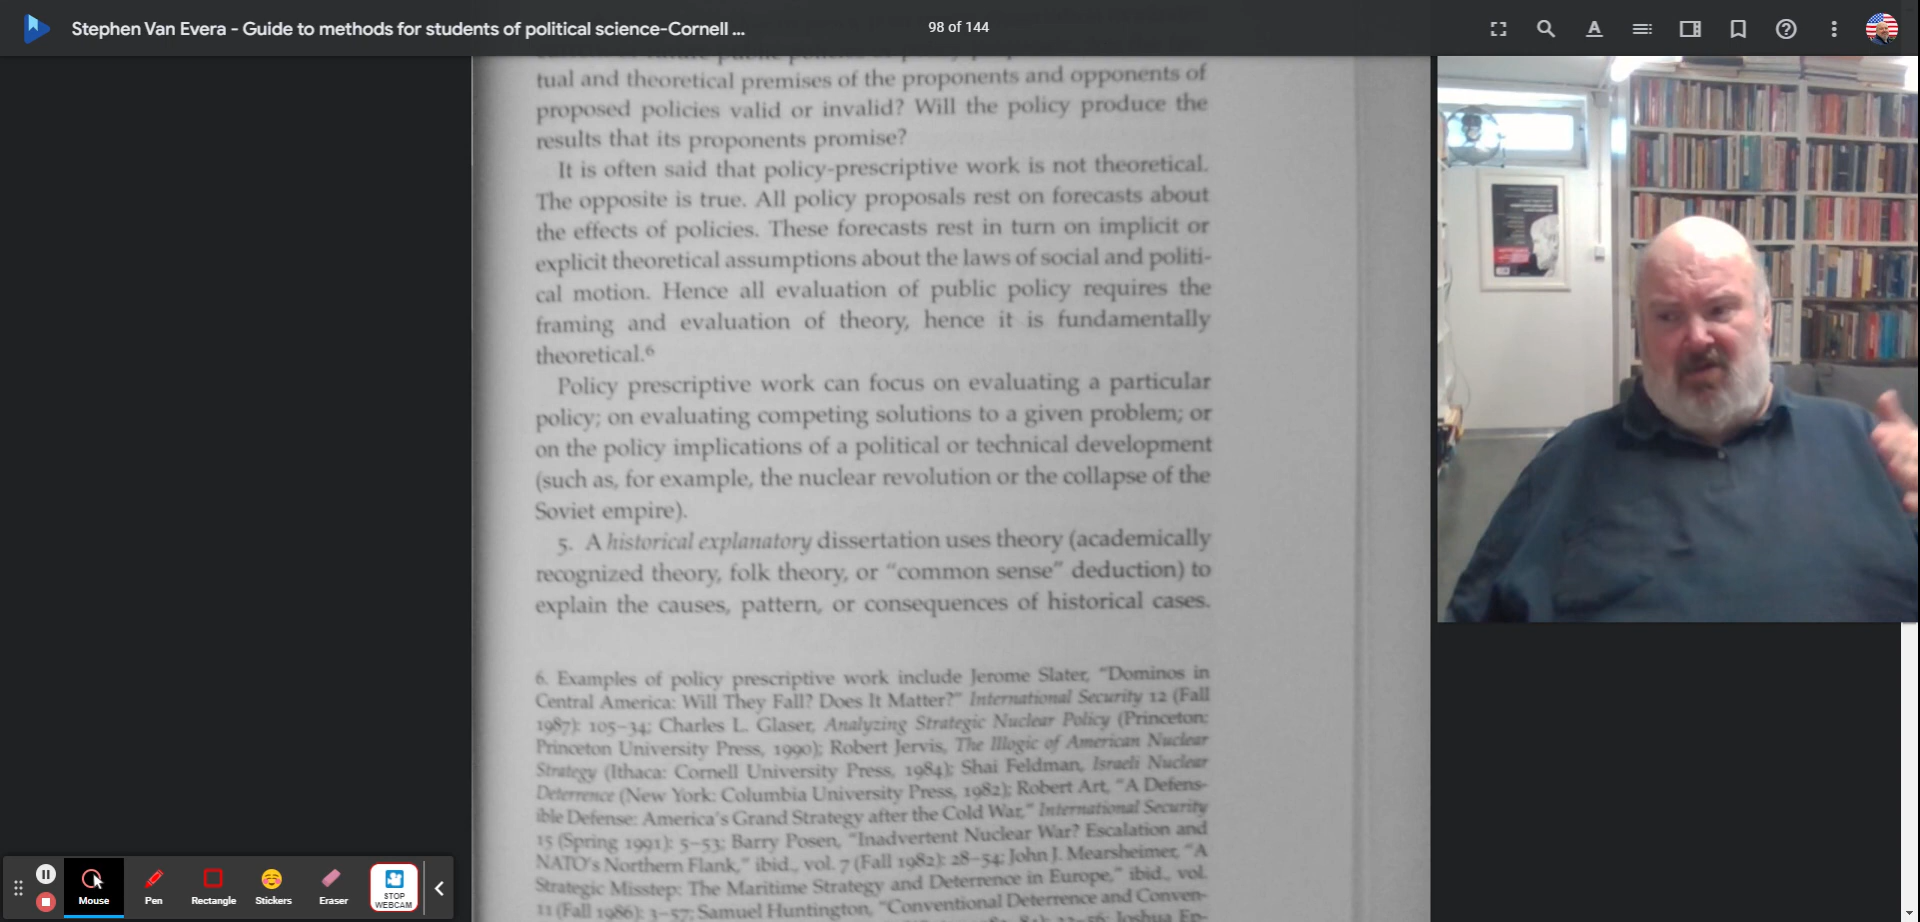 Stephen Van Evera - Guide to methods for students of political science-Cornell ...
98 of 144
tual and theoretical premises of the proponents and opponents of
proposed policies valid or invalid? Will the policy produce the
results that its proponents promise?
It is often said that policy-prescriptive work is not theoretical.
The opposite is true. All policy proposals rest on forecasts about
the effects of policies. These forecasts rest in turn on implicit or
explicit theoretical assumptions about the laws of social and politi-
cal motion. Hence all evaluation of public policy requires the
framing and evaluation of theory, hence it is fundamentally
theoretical.6
Policy prescriptive work can focus on evaluating a particular
policy; on evaluating competing solutions to a given problem; or
on the policy implications of a political or technical development
(such as, for example, the nuclear revolution or the collapse of the
Soviet empire).
5. A historical explanatory dissertation uses theory (academically
recognized theory, folk theory, or “common sense” deduction) to
explain the causes, pattern, or consequences of historical cases.
6. Examples of policy prescriptive work include Jerome Slater, “Dominos in
Central America: Will They Fall? Does It Matter?” International Security 12 (Fall
1987): 105–34; Charles L. Glaser, Analyzing Strategic Nuclear Policy (Princeton:
Princeton University Press, 1990); Robert Jervis, The Illogic of American Nuclear
Strategy (Ithaca: Cornell University Press, 1984); Shai Feldman, Israeli Nuclear
Deterrence (New York: Columbia University Press, 1982); Robert Art, “A Defens-
ible Defense: America's Grand Strategy after the Cold War,” International Security
15 (Spring 1991): 5–53; Barry Posen, “Inadvertent Nuclear War? Escalation and
NATO's Northern Flank,” ibid., vol. 7 (Fall 1982): 28–54; John J. Mearsheimer, “A
Strategic Misstep: The Maritime Strategy and Deterrence in Europe,” ibid., vol.
11 (Fall 1986): 3–57; Samuel Huntington, “Conventional Deterrence and Conven-
Mouse
Pen
Rectangle
Stickers
Eraser
STOP
WEBCAM